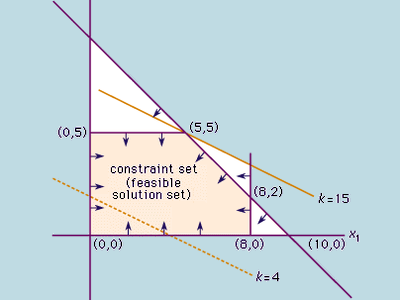 (0,5)
(5,5)
constraint set
(feasible
solution set)
(8,2)
k=15
(0,0)
(8,0)
(10,0)
x₁
k=4